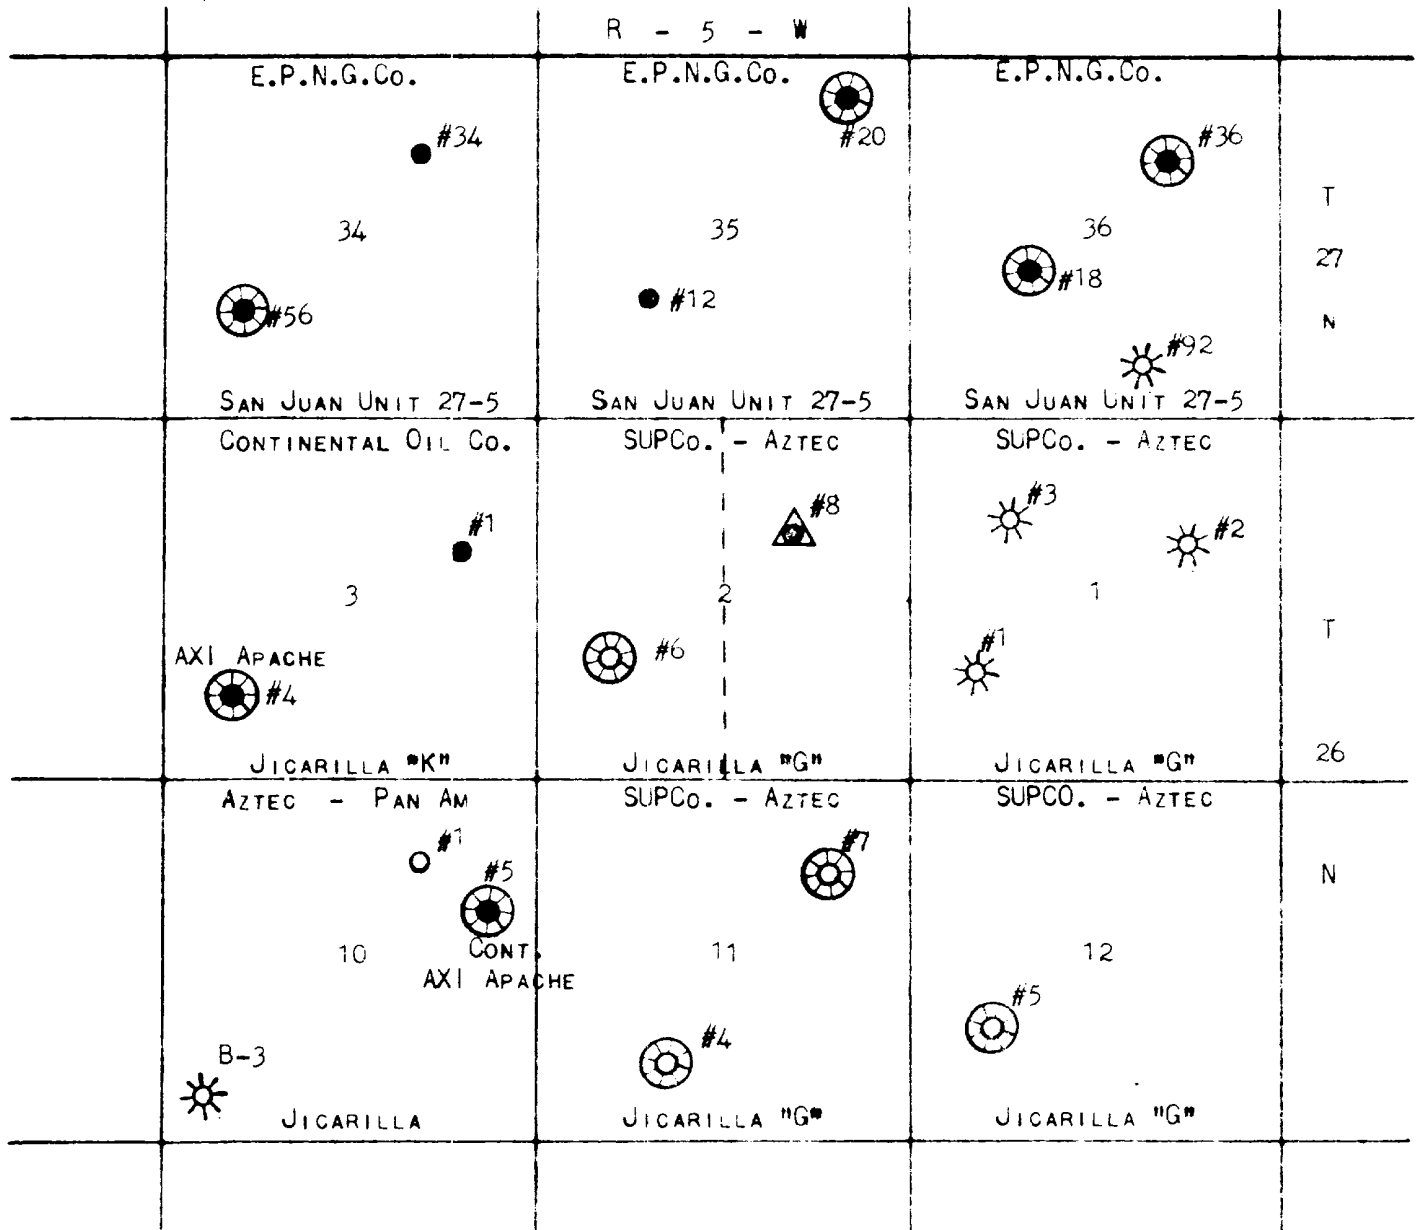 R - 5 - W
E.P.N.G.Co.
E.P.N.G.Co.
E.P.N.G.Co.
#34
#20
#36
34
35
36
T
27
N
#56
#12
#18
#92
San Juan Unit 27-5
San Juan Unit 27-5
San Juan Unit 27-5
Continental Oil Co.
SUPCo. - Aztec
SUPCo. - Aztec
#1
#8
#3
#2
3
2
1
T
AXI Apache
#4
#6
#1
26
Jicarilla "K"
Jicarilla "G"
Jicarilla "G"
Aztec - Pan Am
SUPCo. - Aztec
SUPCO. - Aztec
#1
#5
#7
N
10
Cont.
AXI Apache
11
12
B-3
#4
#5
Jicarilla
Jicarilla "G"
Jicarilla "G"